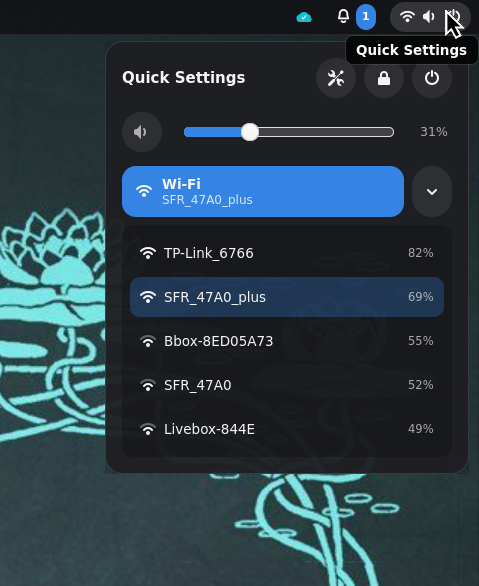 1
Quick Settings
Quick Settings
31%
Wi-Fi
SFR_47A0_plus
TP-Link_6766 82%
SFR_47A0_plus 69%
Bbox-8ED05A73 55%
SFR_47A0 52%
Livebox-844E 49%